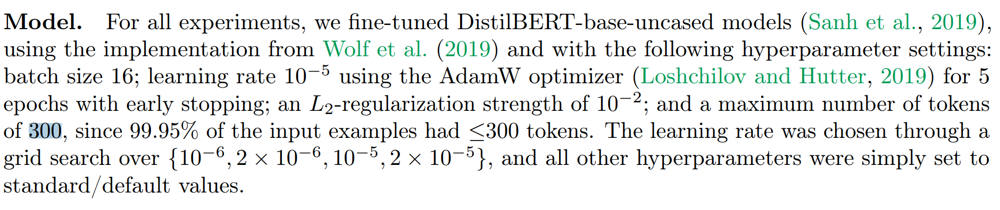 Model. For all experiments, we fine-tuned DistilBERT-base-uncased models (Sanh et al., 2019),
using the implementation from Wolf et al. (2019) and with the following hyperparameter settings:
batch size 16; learning rate 10⁻⁵ using the AdamW optimizer (Loshchilov and Hutter, 2019) for 5
epochs with early stopping; an L₂-regularization strength of 10⁻²; and a maximum number of tokens
of 300, since 99.95% of the input examples had ≤300 tokens. The learning rate was chosen through a
grid search over {10⁻⁶, 2 × 10⁻⁶, 10⁻⁵, 2 × 10⁻⁵}, and all other hyperparameters were simply set to
standard/default values.